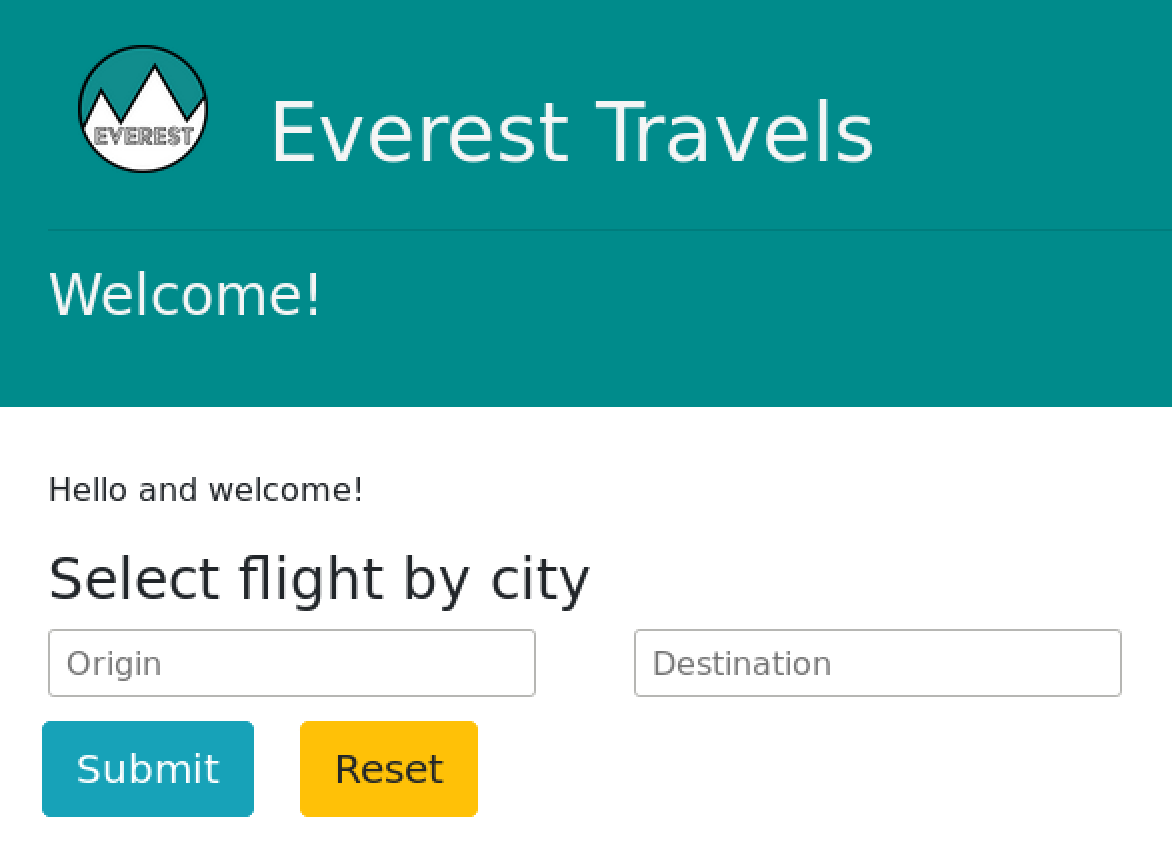 EVEREST
Everest Travels
Welcome!
Hello and welcome!
Select flight by city
Origin
Destination
Submit
Reset